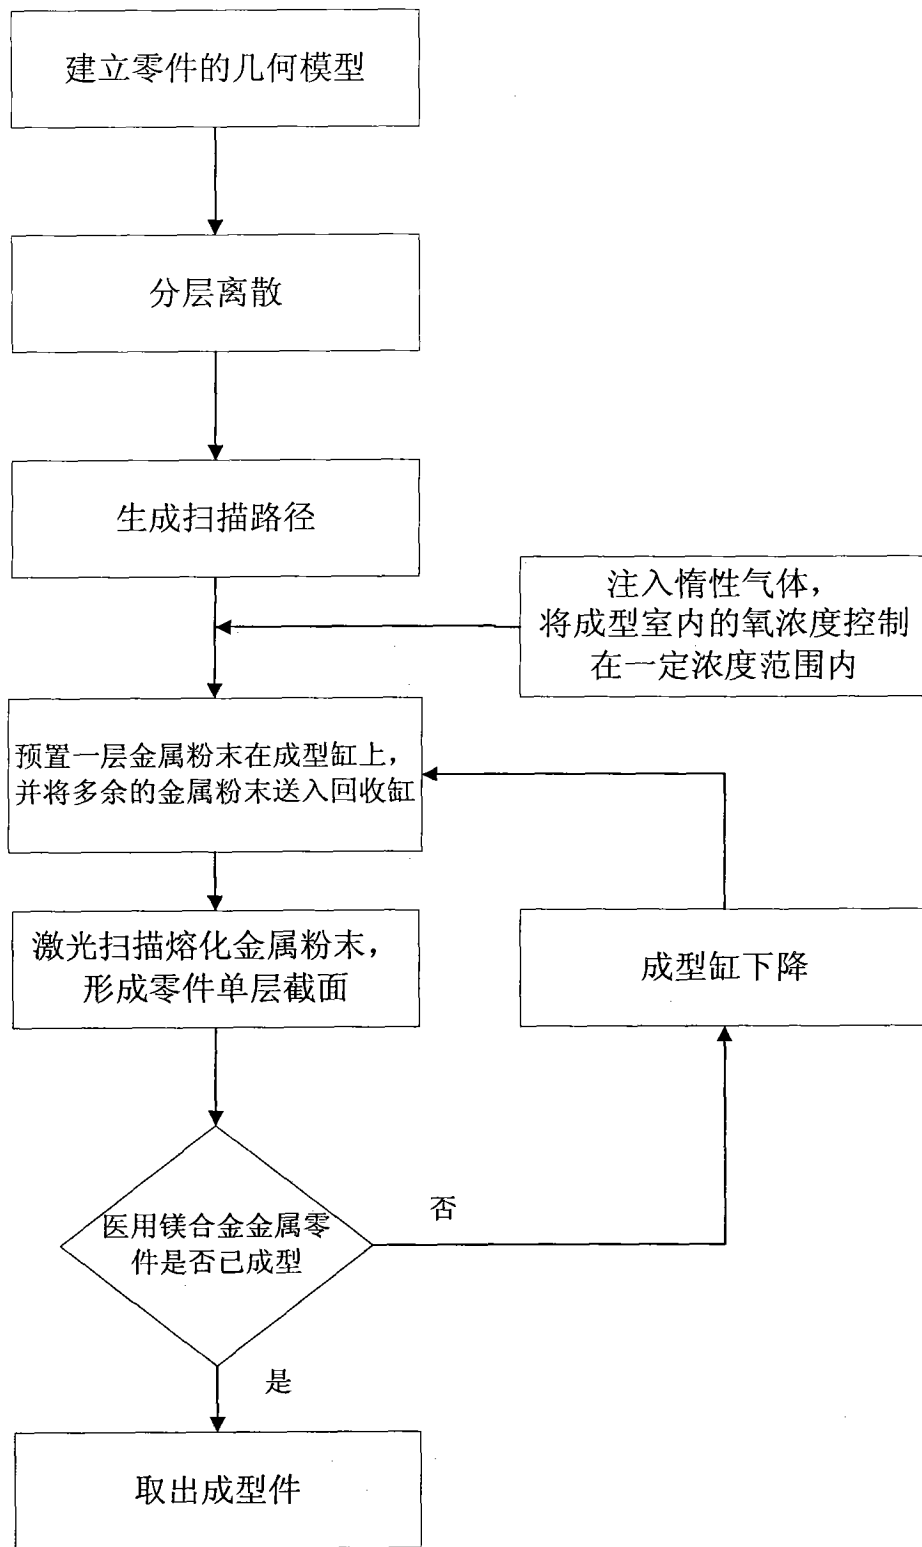 建立零件的几何模型
分层离散
生成扫描路径
注入惰性气体，
将成型室内的氧浓度控制
在一定浓度范围内
预置一层金属粉末在成型缸上，
并将多余的金属粉末送入回收缸
激光扫描熔化金属粉末，
形成零件单层截面
成型缸下降
医用镁合金金属零
件是否已成型
否
是
取出成型件